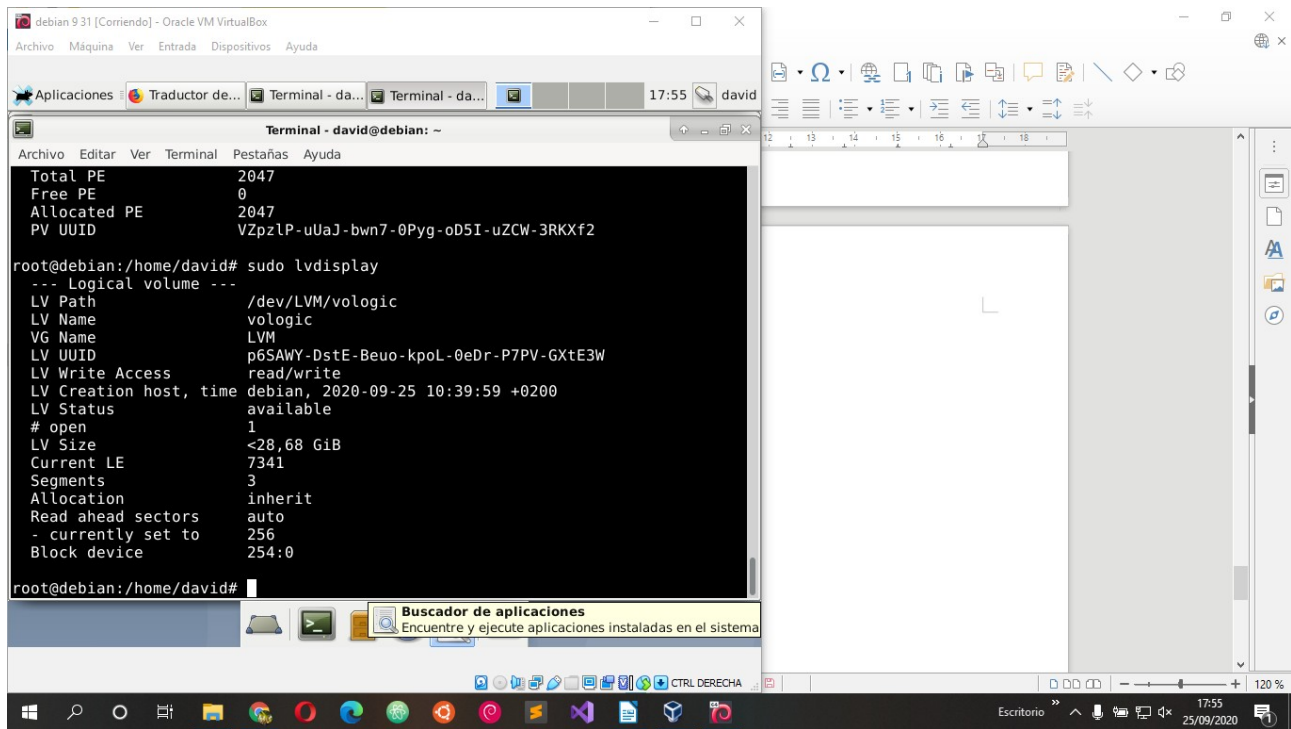 debian 9 31 [Corriendo] - Oracle VM VirtualBox
Archivo Máquina Ver Entrada Dispositivos Ayuda
Aplicaciones Traductor de... Terminal - da... Terminal - da... 17:55 david
Terminal - david@debian: ~
Archivo Editar Ver Terminal Pestañas Ayuda
Total PE 2047
Free PE 0
Allocated PE 2047
PV UUID VZpzlP-uUaJ-bwn7-0Pyg-oD5I-uZCW-3RKXf2
root@debian:/home/david# sudo lvdisplay
--- Logical volume ---
LV Path /dev/LVM/vologic
LV Name vologic
VG Name LVM
LV UUID p6SAWY-DstE-Beuo-kpoL-0eDr-P7PV-GXtE3W
LV Write Access read/write
LV Creation host, time debian, 2020-09-25 10:39:59 +0200
LV Status available
# open 1
LV Size <28,68 GiB
Current LE 7341
Segments 3
Allocation inherit
Read ahead sectors auto
- currently set to 256
Block device 254:0
root@debian:/home/david#
Buscador de aplicaciones
Encuentre y ejecute aplicaciones instaladas en el sistema
CTRL DERECHA
12 13 14 15 16 17 18
120 %
Escritorio
17:55
25/09/2020